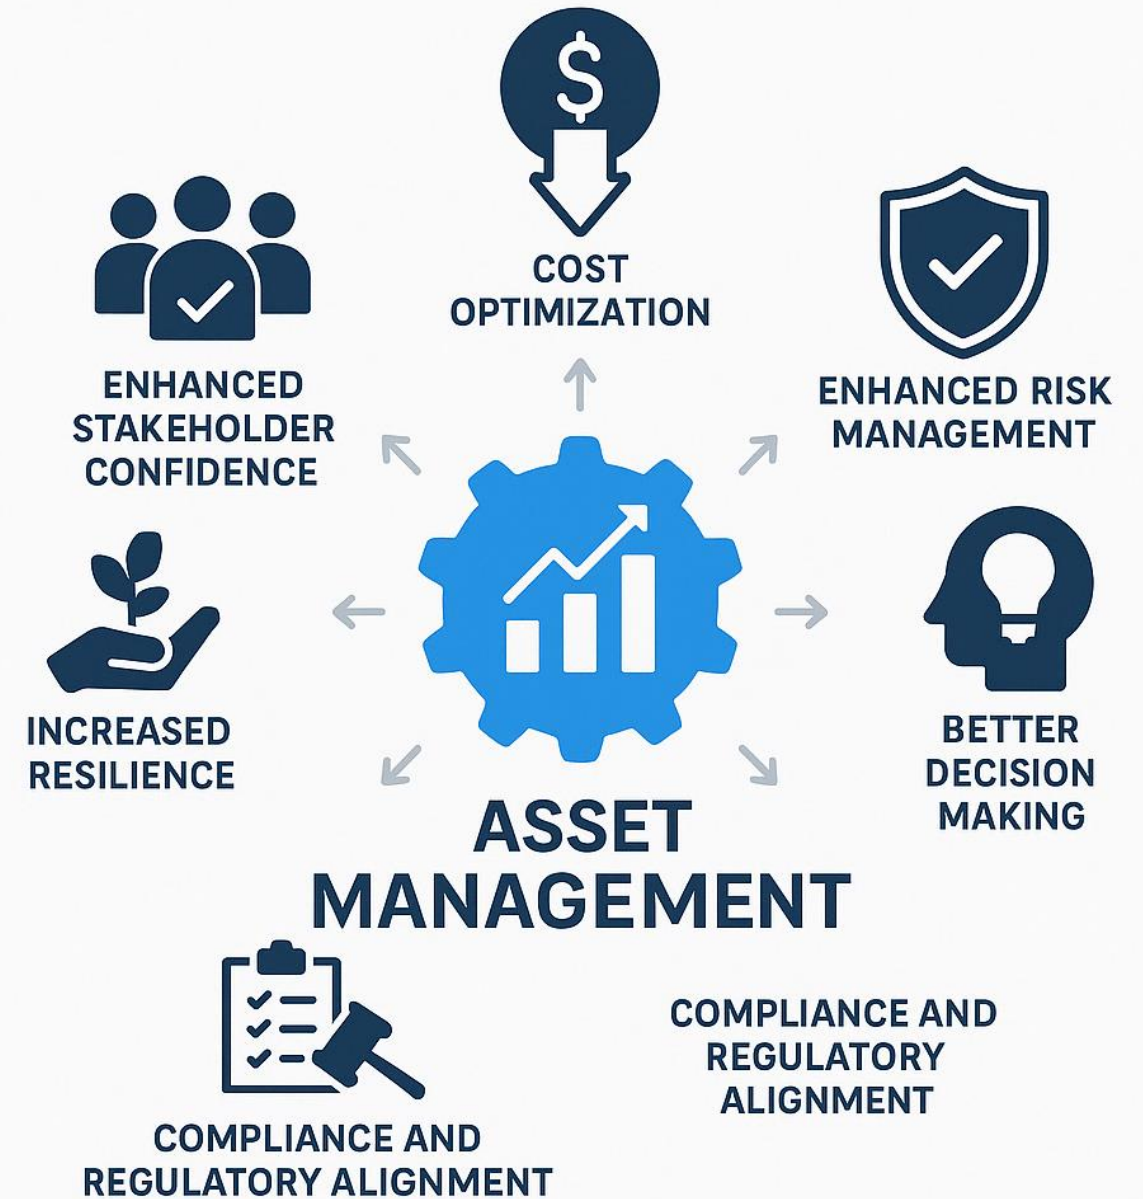 $
COST
OPTIMIZATION
ENHANCED
STAKEHOLDER
CONFIDENCE
ENHANCED RISK
MANAGEMENT
INCREASED
RESILIENCE
BETTER
DECISION
MAKING
ASSET
MANAGEMENT
COMPLIANCE AND
REGULATORY ALIGNMENT
COMPLIANCE AND
REGULATORY
ALIGNMENT